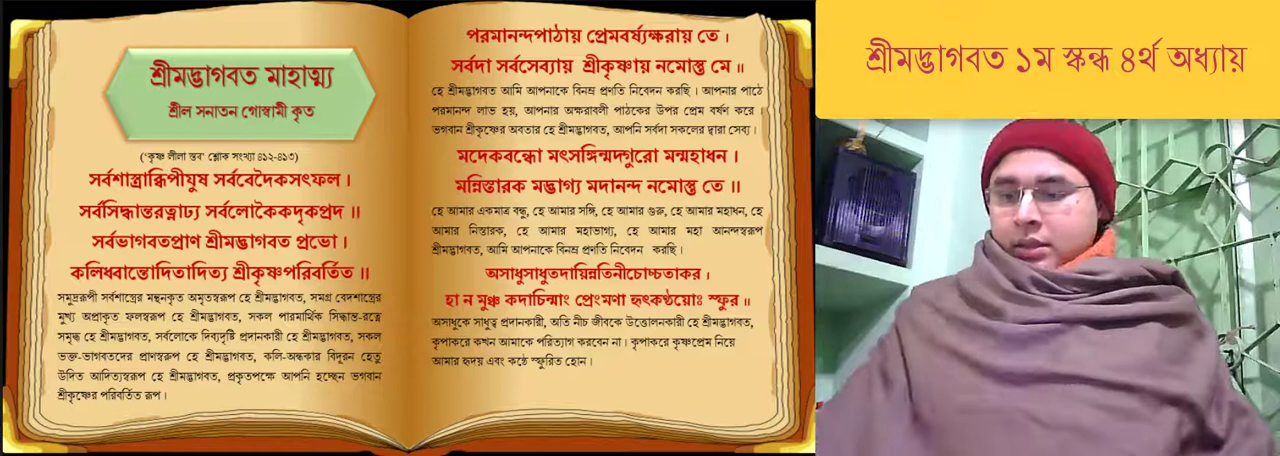 শ্রীমদ্ভাগবত মাহাত্ম্য
শ্রীল সনাতন গোস্বামী কৃত
('কৃষ্ণ লীলা স্তব' শ্লোক সংখ্যা ৪১২-৪১৩)
সর্বশাস্ত্রাব্ধিপীযুষ সর্ববেদৈকসৎফল।
সর্বসিদ্ধান্তরত্নাঢ্য সর্বলোকৈকদৃকপ্রদ ॥
সর্বভাগবতপ্রাণ শ্রীমদ্ভাগবত প্রভো।
কলিধ্বান্তোদিতাদিত্য শ্রীকৃষ্ণপরিবর্তিত ॥
সমুদ্ররূপী সর্বশাস্ত্রের মন্থনকৃত অমৃতস্বরূপ হে শ্রীমদ্ভাগবত, সমগ্র বেদশাস্ত্রের
মুখ্য অপ্রাকৃত ফলস্বরূপ হে শ্রীমদ্ভাগবত, সকল পারমার্থিক সিদ্ধান্ত-রত্নে
সমৃদ্ধ হে শ্রীমদ্ভাগবত, সর্বলোকে দিব্যদৃষ্টি প্রদানকারী হে শ্রীমদ্ভাগবত, সকল
ভক্ত-ভাগবতদের প্রাণস্বরূপ হে শ্রীমদ্ভাগবত, কলি-অন্ধকার বিদূরন হেতু
উদিত আদিত্যস্বরূপ হে শ্রীমদ্ভাগবত, প্রকৃতপক্ষে আপনি হচ্ছেন ভগবান
শ্রীকৃষ্ণের পরিবর্তিত রূপ।
পরমানন্দপাঠায় প্রেমবর্ষ্যক্ষরায় তে।
সর্বদা সর্বসেব্যায় শ্রীকৃষ্ণায় নমোস্তু মে ॥
হে শ্রীমদ্ভাগবত আমি আপনাকে বিনম্র প্রণতি নিবেদন করছি। আপনার পাঠে
পরমানন্দ লাভ হয়, আপনার অক্ষরাবলী পাঠকের উপর প্রেম বর্ষণ করে।
ভগবান শ্রীকৃষ্ণের অবতার হে শ্রীমদ্ভাগবত, আপনি সর্বদা সকলের দ্বারা সেব্য।
মদেকবন্ধো মৎসঙ্গিন্মদগুরো মন্মহাধন।
মন্নিস্তারক মদ্ভাগ্য মদানন্দ নমোস্তু তে ॥
হে আমার একমাত্র বন্ধু, হে আমার সঙ্গি, হে আমার গুরু, হে আমার মহাধন, হে
আমার নিস্তারক, হে আমার মহাভাগ্য, হে আমার মহা আনন্দস্বরূপ
শ্রীমদ্ভাগবত, আমি আপনাকে বিনম্র প্রণতি নিবেদন করছি।
অসাধুসাধুতদায়িন্নতিনীচোচ্চতাকর।
হা ন মুঞ্চ কদাচিন্মাং প্রেংমণা হৃৎকণ্ঠয়োঃ স্ফুর ॥
অসাধুকে সাধুত্ব প্রদানকারী, অতি নীচ জীবকে উত্তোলনকারী হে শ্রীমদ্ভাগবত,
কৃপাকরে কখন আমাকে পরিত্যাগ করবেন না। কৃপাকরে কৃষ্ণপ্রেম নিয়ে
আমার হৃদয় এবং কণ্ঠে স্ফুরিত হোন।
শ্রীমদ্ভাগবত ১ম স্কন্ধ ৪র্থ অধ্যায়